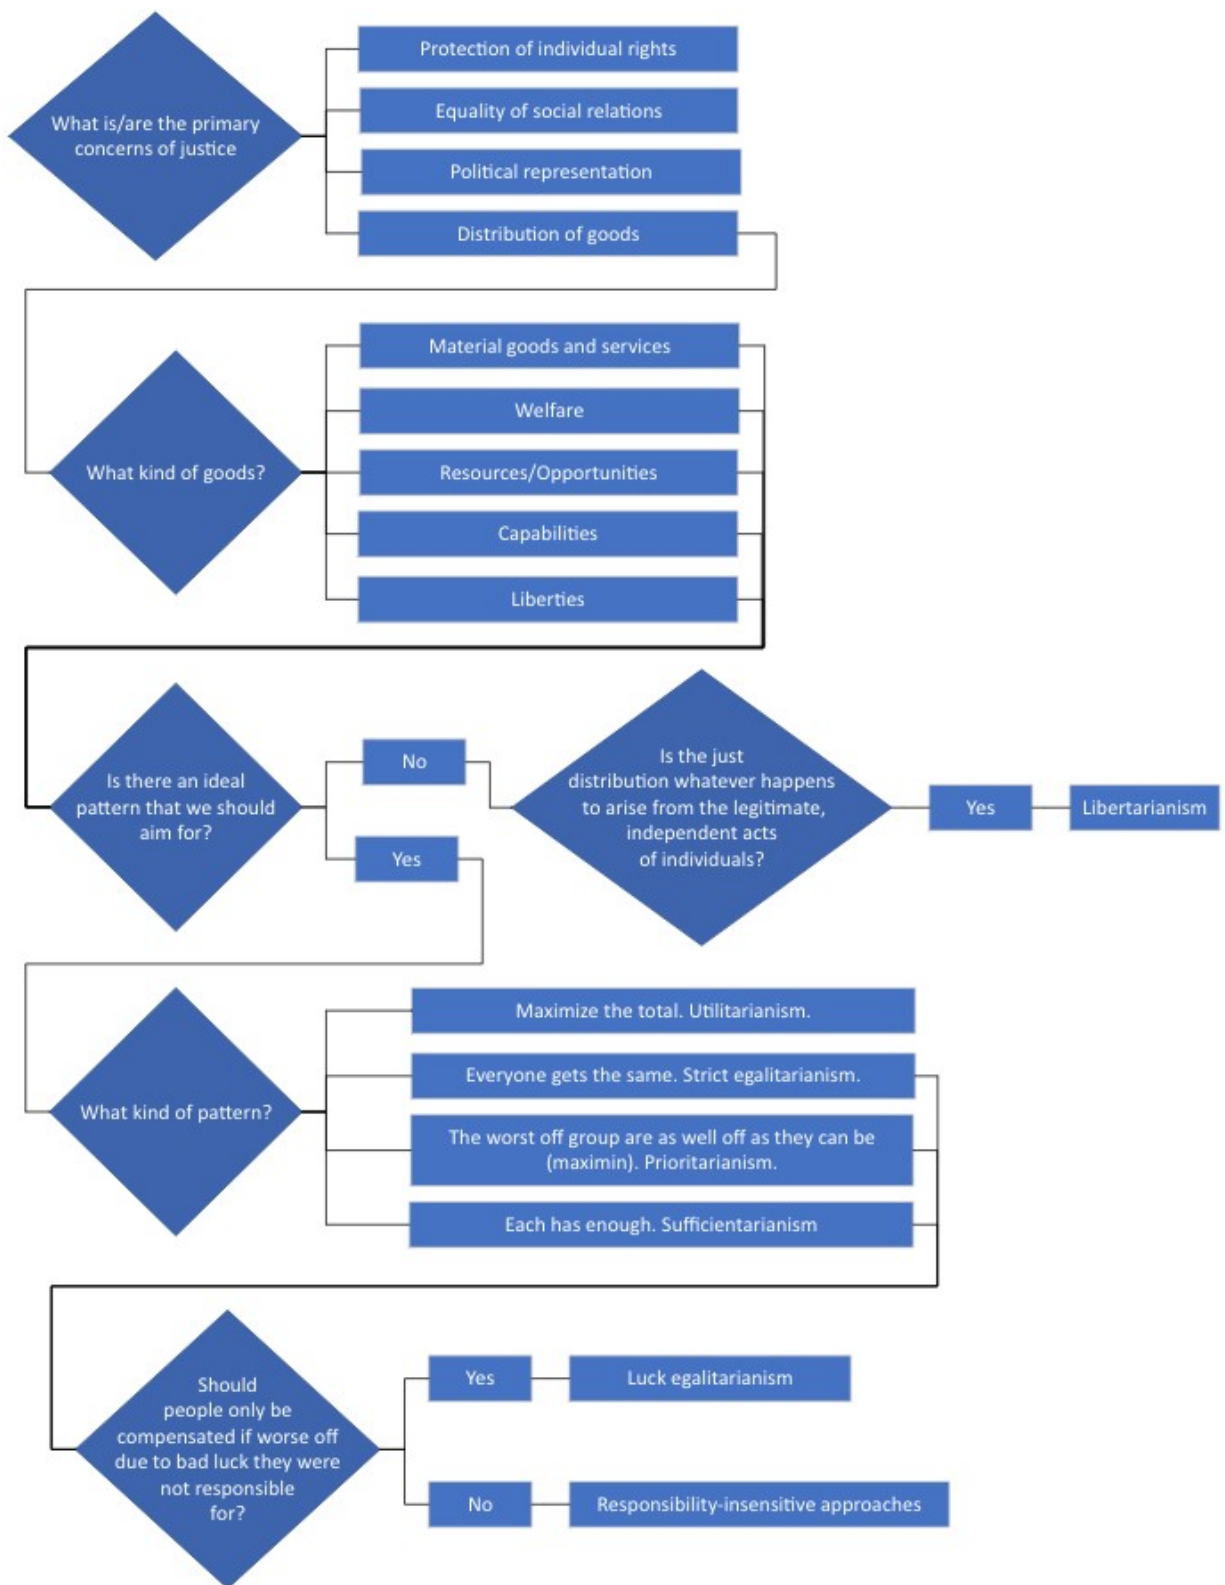 Protection of individual rights
Equality of social relations
What is/are the primary
concerns of justice
Political representation
Distribution of goods
Material goods and services
Welfare
What kind of goods?
Resources/Opportunities
Capabilities
Liberties
Is there an ideal
pattern that we should
aim for?
No
Yes
Is the just
distribution whatever happens
to arise from the legitimate,
independent acts
of individuals?
Yes
Libertarianism
What kind of pattern?
Maximize the total. Utilitarianism.
Everyone gets the same. Strict egalitarianism.
The worst off group are as well off as they can be
(maximin). Prioritarianism.
Each has enough. Sufficientarianism
Should
people only be
compensated if worse off
due to bad luck they were
not responsible
for?
Yes
Luck egalitarianism
No
Responsibility-insensitive approaches